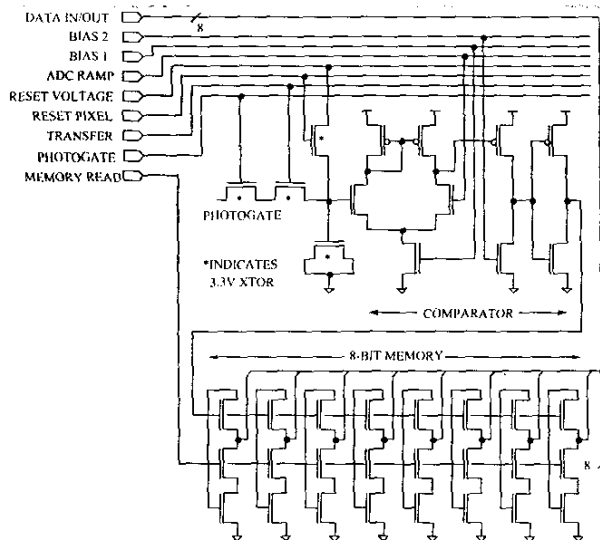 DATA IN/OUT
8
BIAS 2
BIAS 1
ADC RAMP
RESET VOLTAGE
RESET PIXEL
TRANSFER
PHOTOGATE
MEMORY READ
*
PHOTOGATE
*
*
*
*INDICATES
3.3V XTOR
COMPARATOR
8-BIT MEMORY
8